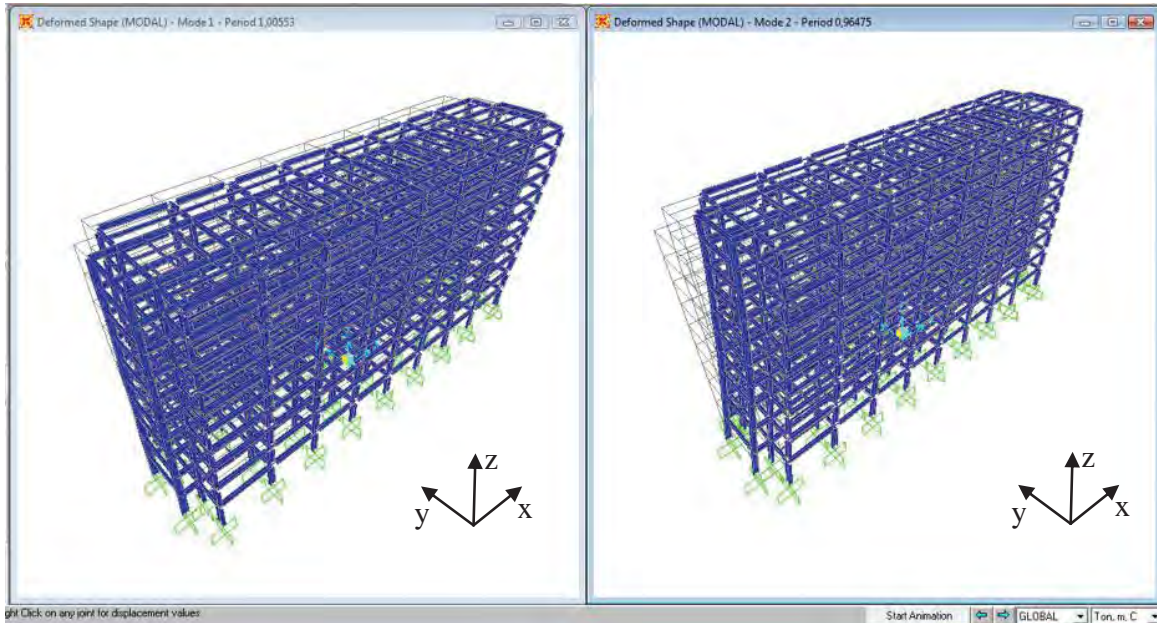 Deformed Shape (MODAL) - Mode 1 - Period 1,00553
Deformed Shape (MODAL) - Mode 2 - Period 0,96475
z
y
x
z
y
x
ght Click on any joint for displacement values
Start Animation
GLOBAL
Ton, m, C